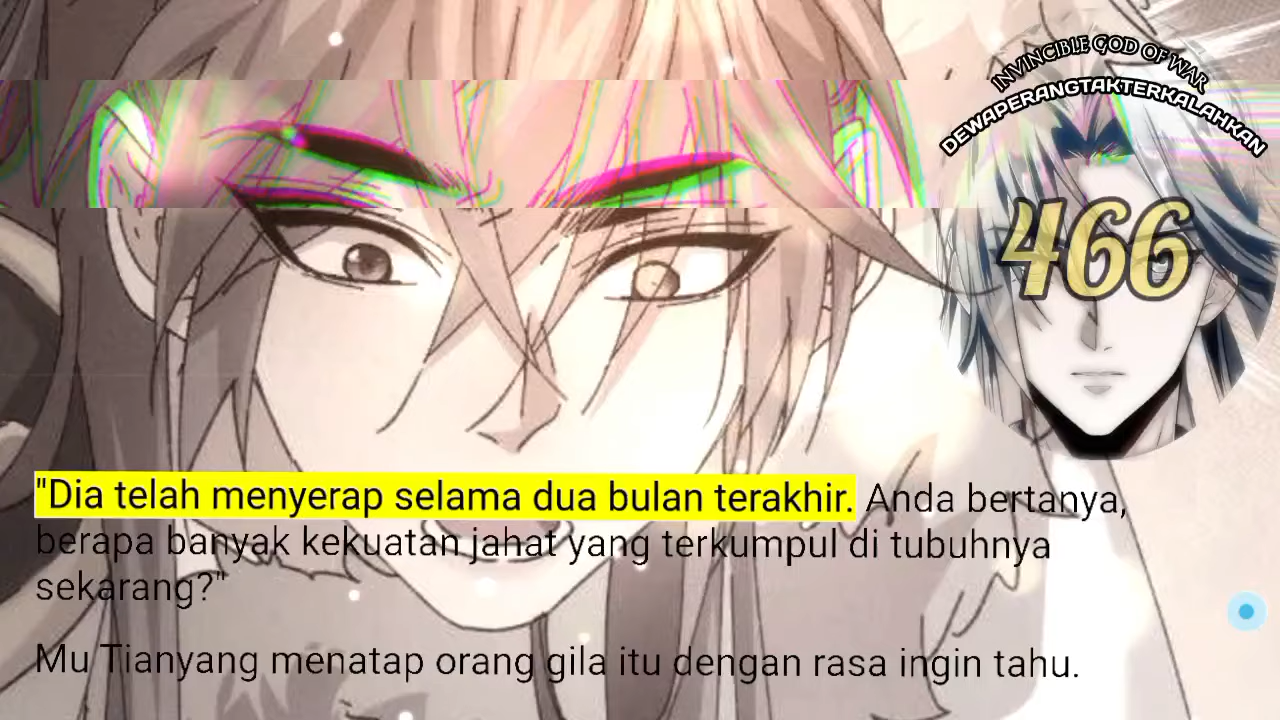 INVINCIBLE GOD OF WAR
DEWAPERANGTAKTERKALAHKAN
466
"Dia telah menyerap selama dua bulan terakhir. Anda bertanya,
berapa banyak kekuatan jahat yang terkumpul di tubuhnya
sekarang?"
Mu Tianyang menatap orang gila itu dengan rasa ingin tahu.